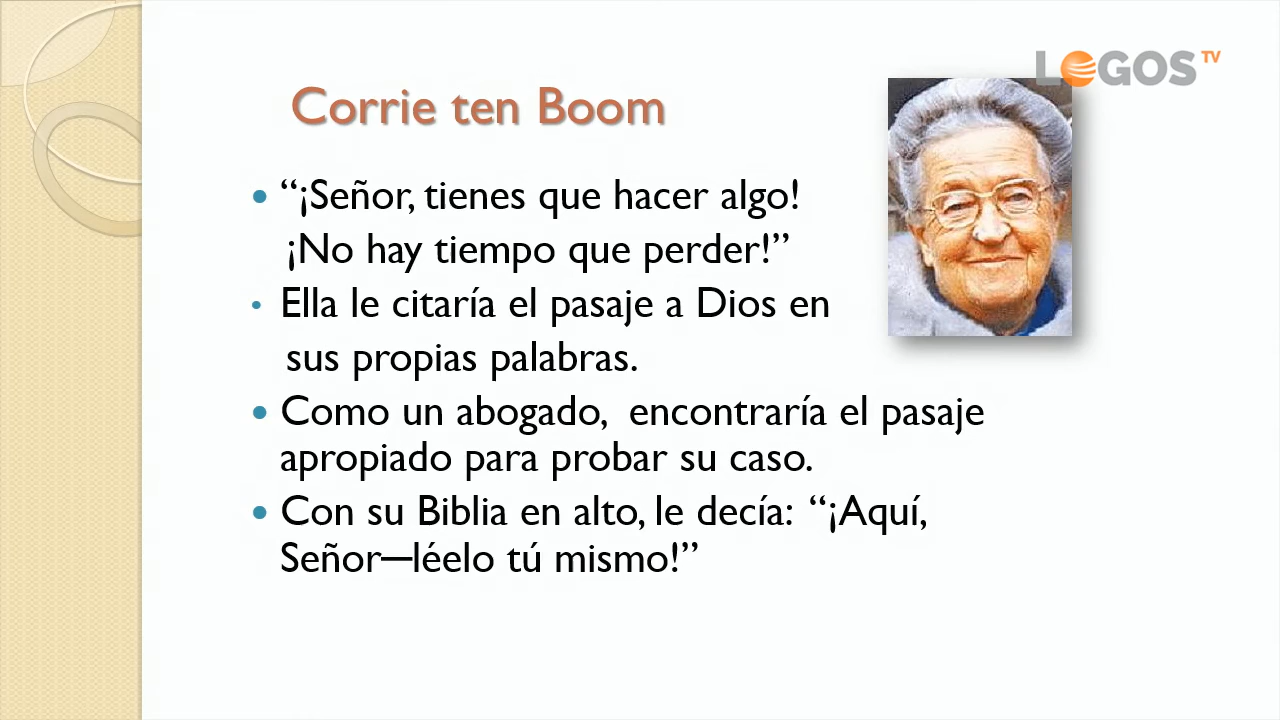 LOGOS TV
Corrie ten Boom
• “¡Señor, tienes que hacer algo!
¡No hay tiempo que perder!”
• Ella le citaría el pasaje a Dios en
sus propias palabras.
• Como un abogado, encontraría el pasaje
apropiado para probar su caso.
• Con su Biblia en alto, le decía: “¡Aquí,
Señor—léelo tú mismo!”